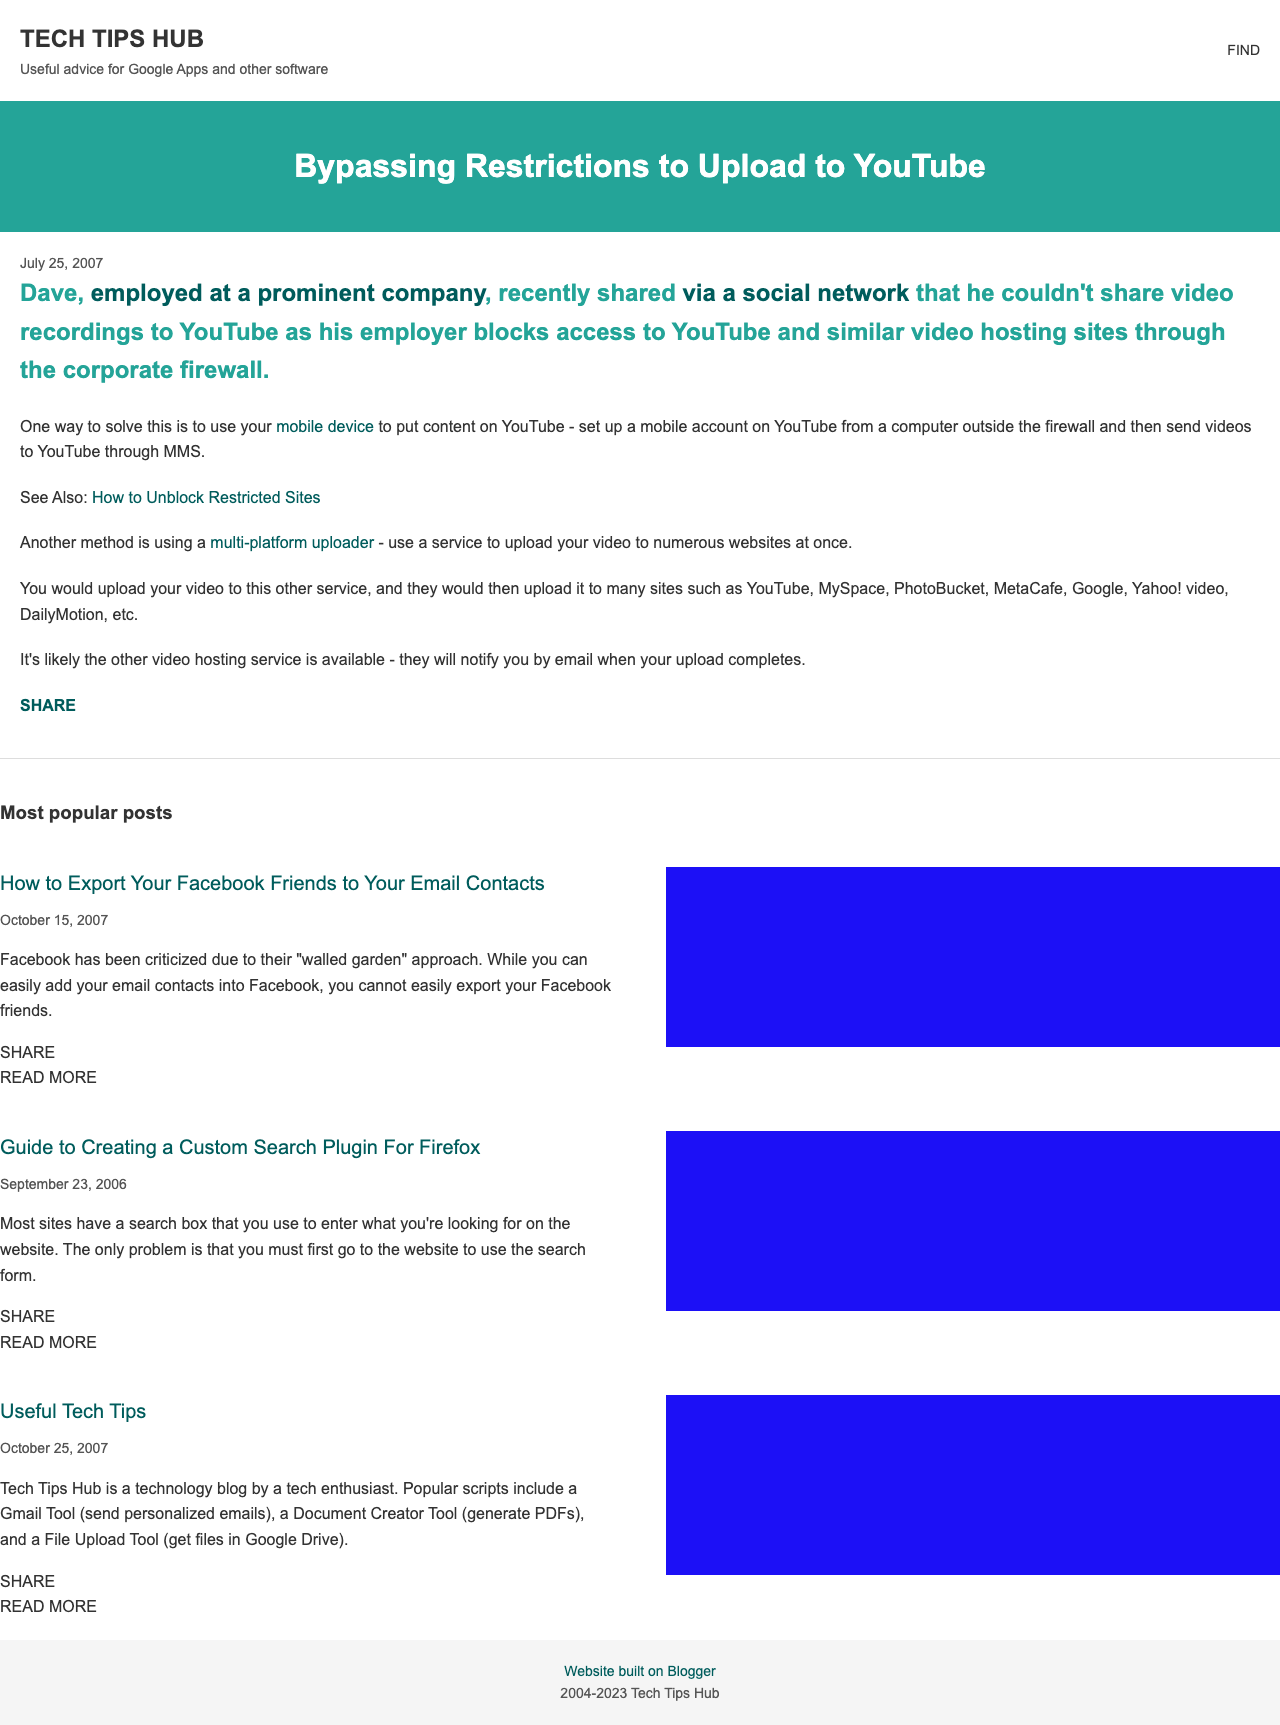 TECH TIPS HUB
Useful advice for Google Apps and other software
FIND
Bypassing Restrictions to Upload to YouTube
July 25, 2007
Dave, employed at a prominent company, recently shared via a social network that he couldn't share video
recordings to YouTube as his employer blocks access to YouTube and similar video hosting sites through
the corporate firewall.
One way to solve this is to use your mobile device to put content on YouTube - set up a mobile account on YouTube from a computer outside the firewall and then send videos
to YouTube through MMS.
See Also: How to Unblock Restricted Sites
Another method is using a multi-platform uploader - use a service to upload your video to numerous websites at once.
You would upload your video to this other service, and they would then upload it to many sites such as YouTube, MySpace, PhotoBucket, MetaCafe, Google, Yahoo! video,
DailyMotion, etc.
It's likely the other video hosting service is available - they will notify you by email when your upload completes.
SHARE
Most popular posts
How to Export Your Facebook Friends to Your Email Contacts
October 15, 2007
Facebook has been criticized due to their "walled garden" approach. While you can
easily add your email contacts into Facebook, you cannot easily export your Facebook
friends.
SHARE
READ MORE
Guide to Creating a Custom Search Plugin For Firefox
September 23, 2006
Most sites have a search box that you use to enter what you're looking for on the
website. The only problem is that you must first go to the website to use the search
form.
SHARE
READ MORE
Useful Tech Tips
October 25, 2007
Tech Tips Hub is a technology blog by a tech enthusiast. Popular scripts include a
Gmail Tool (send personalized emails), a Document Creator Tool (generate PDFs),
and a File Upload Tool (get files in Google Drive).
SHARE
READ MORE
Website built on Blogger
2004-2023 Tech Tips Hub